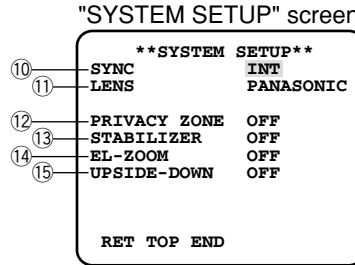 "SYSTEM SETUP" screen
**SYSTEM SETUP**
⑩ SYNC INT
⑪ LENS PANASONIC
⑫ PRIVACY ZONE OFF
⑬ STABILIZER OFF
⑭ EL-ZOOM OFF
⑮ UPSIDE-DOWN OFF
RET TOP END